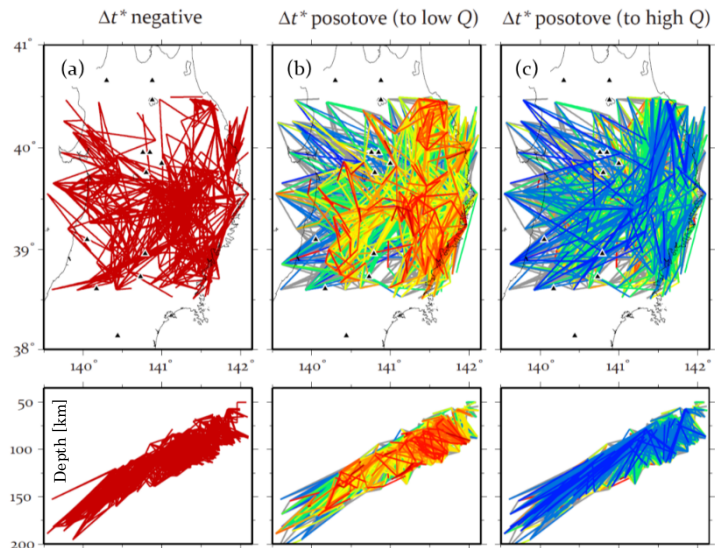 Δt* negative
Δt* posotove (to low Q)
Δt* posotove (to high Q)
41°
(a)
(b)
(c)
40°
39°
38°
140° 141° 142° 140° 141° 142° 140° 141° 142°
50
100
150
200
Depth [km]